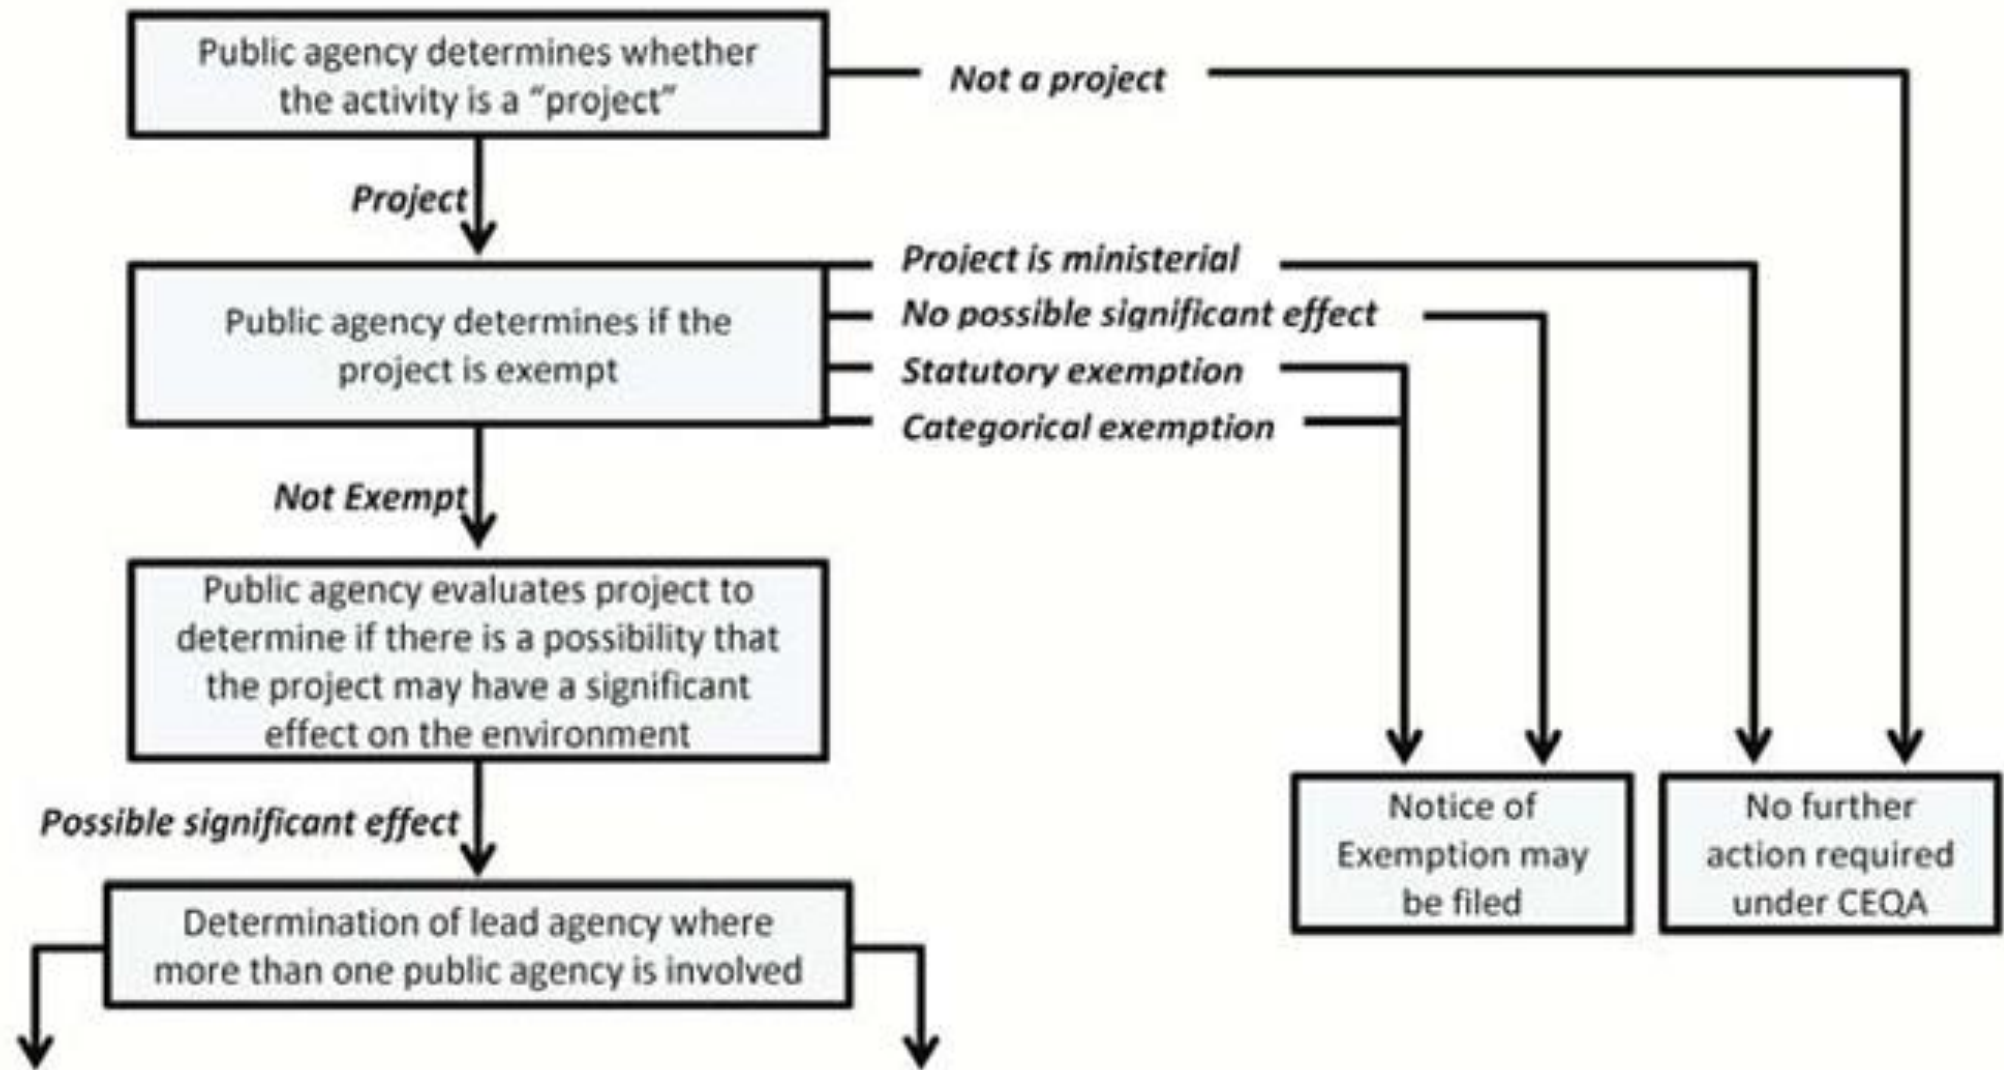 Public agency determines whether
the activity is a “project”
Not a project
Project
Public agency determines if the
project is exempt
Project is ministerial
No possible significant effect
Statutory exemption
Categorical exemption
Not Exempt
Public agency evaluates project to
determine if there is a possibility that
the project may have a significant
effect on the environment
Possible significant effect
Determination of lead agency where
more than one public agency is involved
Notice of
Exemption may
be filed
No further
action required
under CEQA